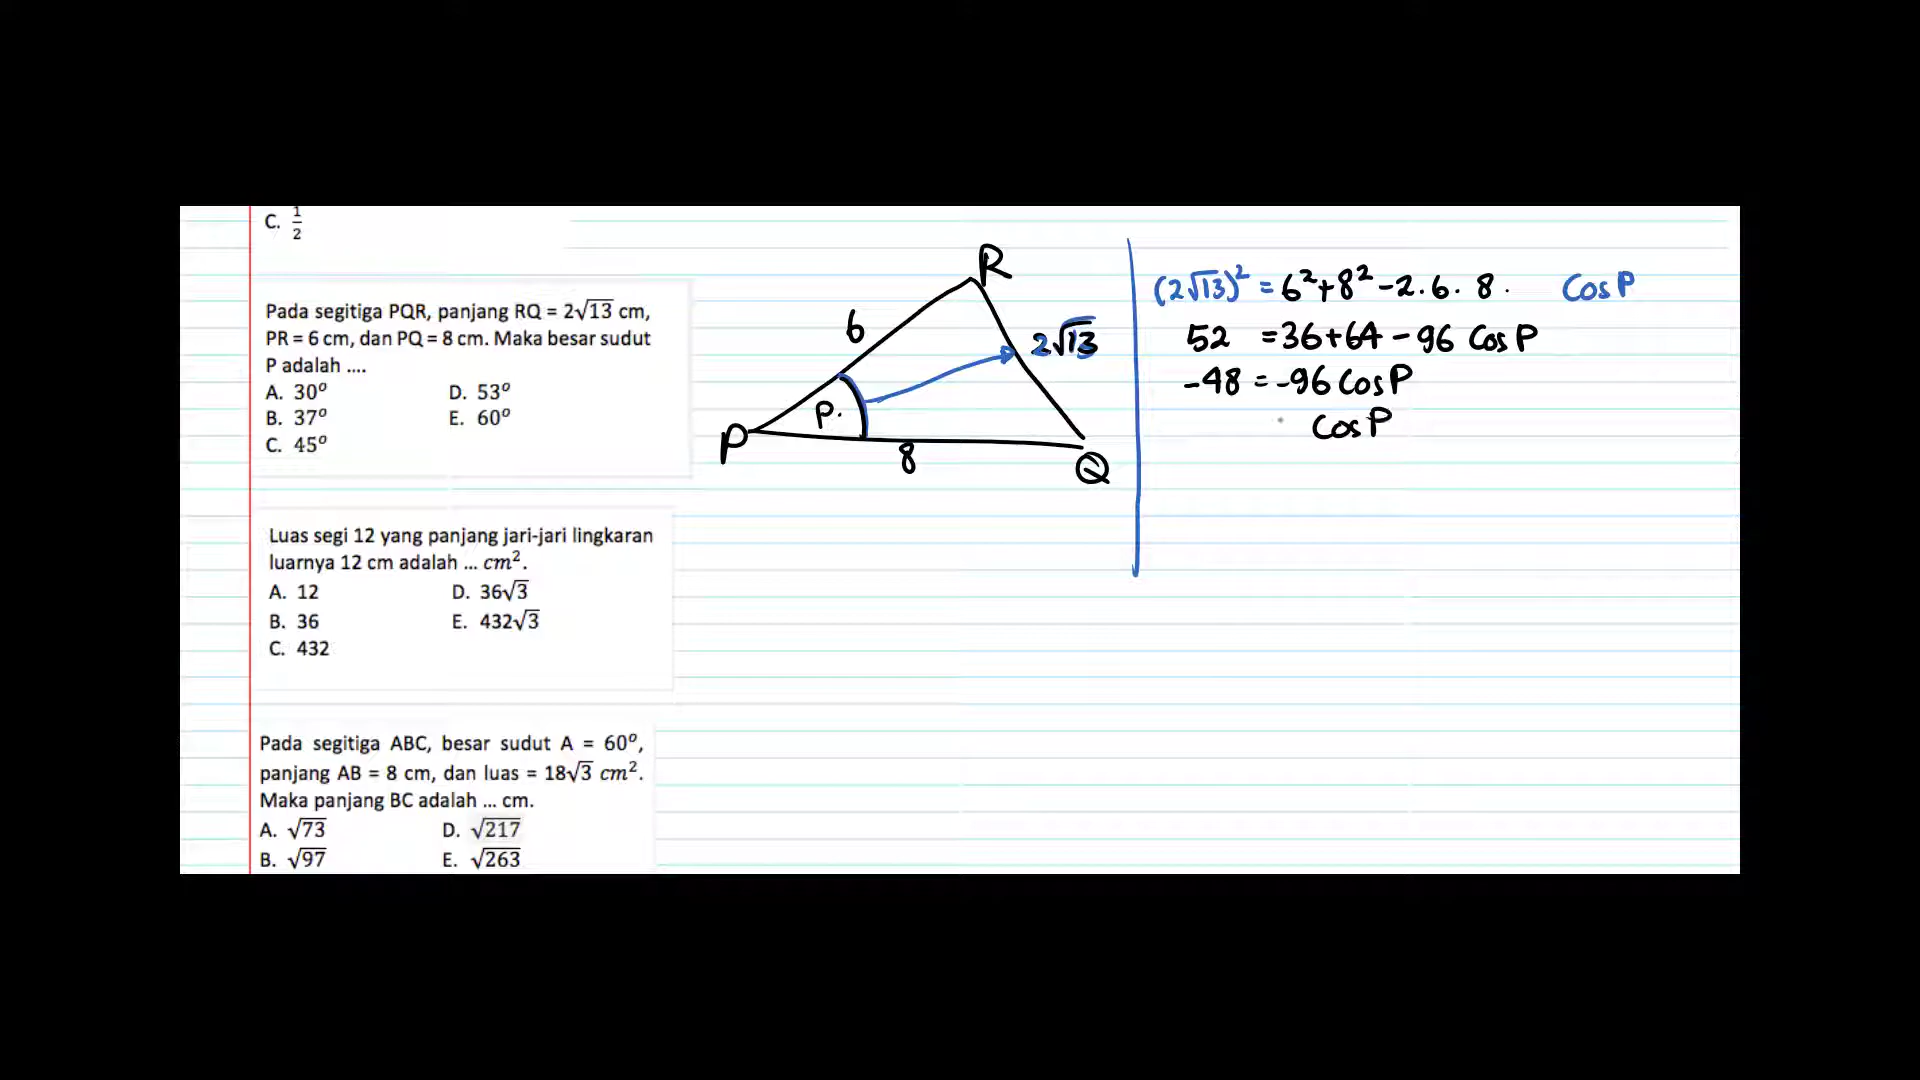 C. 1/2
Pada segitiga PQR, panjang RQ = 2√13 cm,
PR = 6 cm, dan PQ = 8 cm. Maka besar sudut
P adalah ....
A. 30°
D. 53°
B. 37°
E. 60°
C. 45°
Luas segi 12 yang panjang jari-jari lingkaran
luarnya 12 cm adalah ... cm².
A. 12
D. 36√3
B. 36
E. 432√3
C. 432
Pada segitiga ABC, besar sudut A = 60°,
panjang AB = 8 cm, dan luas = 18√3 cm².
Maka panjang BC adalah ... cm.
A. √73
D. √217
B. √97
E. √263
R
6
2√13
P.
P
8
Q
(2√13)² = 6²+8²-2.6.8. Cos P
52 = 36+64-96 Cos P
-48 = -96 Cos P
Cos P